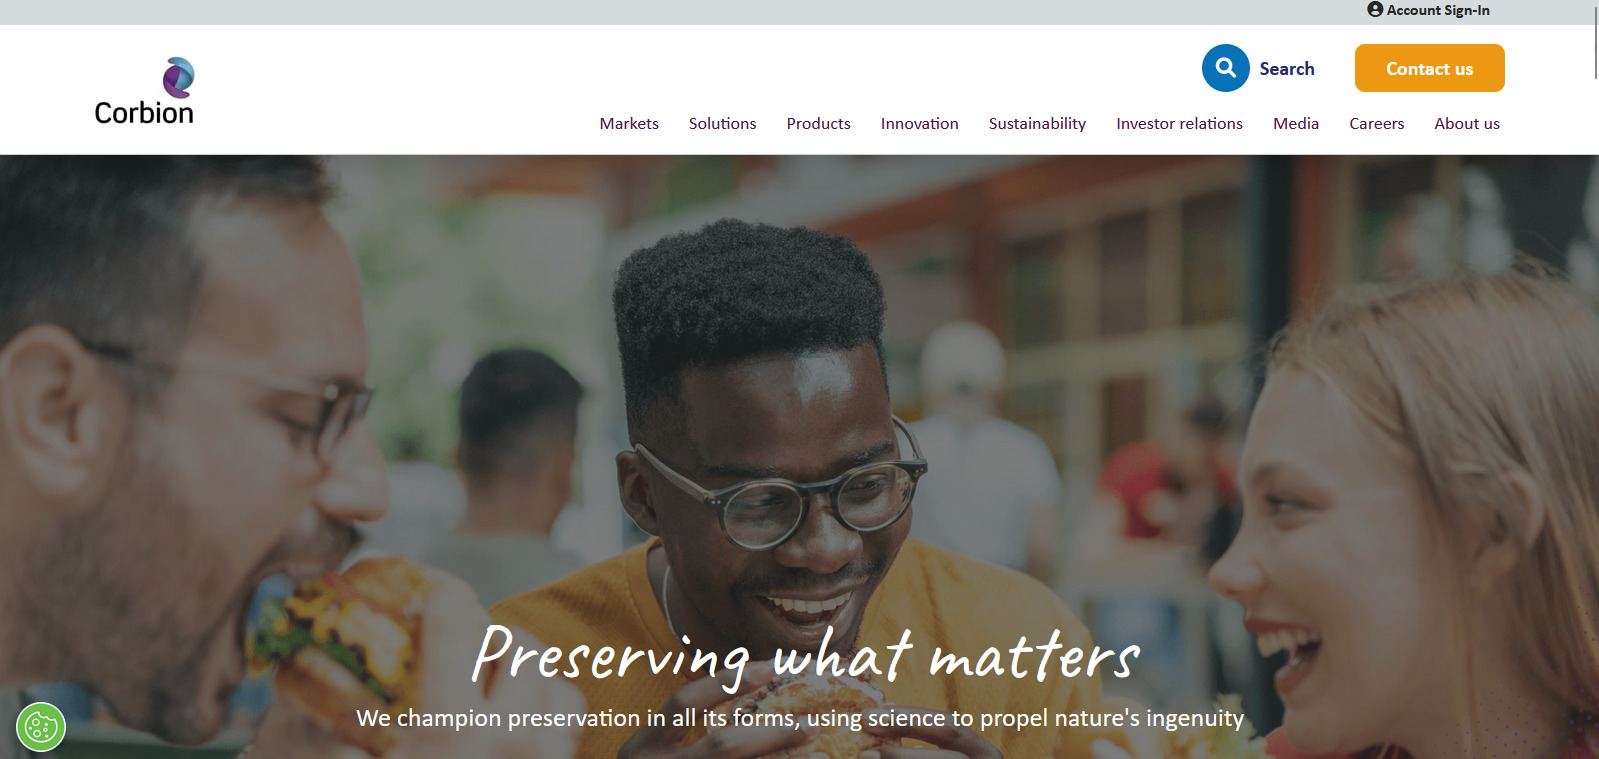 Account Sign-In
Search
Contact us
Corbion
Markets Solutions Products Innovation Sustainability Investor relations Media Careers About us
Preserving what matters
We champion preservation in all its forms, using science to propel nature's ingenuity